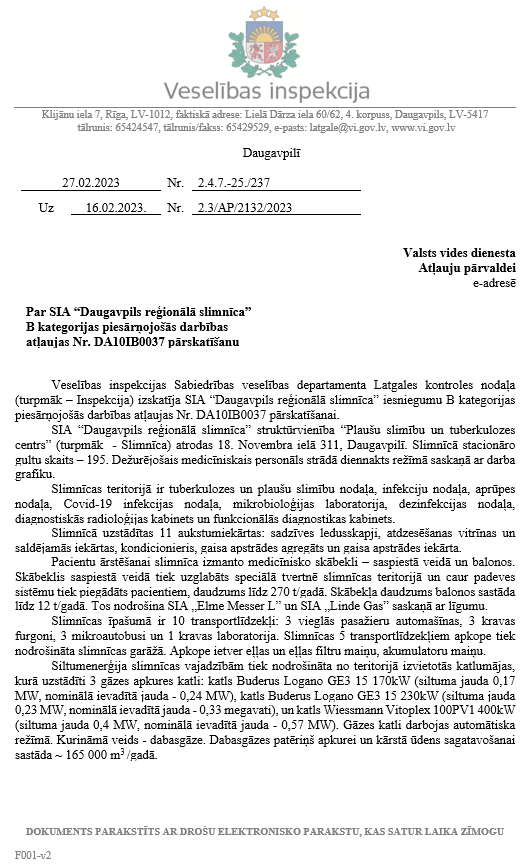 Veselības inspekcija
Klijānu iela 7, Rīga, LV-1012, faktiskā adrese: Lielā Dārza iela 60/62, 4. korpuss, Daugavpils, LV-5417
tālrunis: 65424547, tālrunis/fakss: 65429529, e-pasts: latgale@vi.gov.lv, www.vi.gov.lv
Daugavpilī
27.02.2023 Nr. 2.4.7.-25./237
Uz 16.02.2023. Nr. 2.3/AP/2132/2023
Valsts vides dienesta
Atļauju pārvaldei
e-adresē
Par SIA “Daugavpils reģionālā slimnīca”
B kategorijas piesārņojošās darbības
atļaujas Nr. DA10IB0037 pārskatīšanu
Veselības inspekcijas Sabiedrības veselības departamenta Latgales kontroles nodaļa
(turpmāk – Inspekcija) izskatīja SIA “Daugavpils reģionālā slimnīca” iesniegumu B kategorijas
piesārņojošās darbības atļaujas Nr. DA10IB0037 pārskatīšanai.
SIA “Daugavpils reģionālā slimnīca” struktūrvienība “Plaušu slimību un tuberkulozes
centrs” (turpmāk - Slimnīca) atrodas 18. Novembra ielā 311, Daugavpilī. Slimnīcā stacionāro
gultu skaits – 195. Dežurējošais medicīniskais personāls strādā diennakts režīmā saskaņā ar darba
grafiku.
Slimnīcas teritorijā ir tuberkulozes un plaušu slimību nodaļa, infekciju nodaļa, aprūpes
nodaļa, Covid-19 infekcijas nodaļa, mikrobioloģijas laboratorija, dezinfekcijas nodaļa,
diagnostiskās radioloģijas kabinets un funkcionālās diagnostikas kabinets.
Slimnīcā uzstādītas 11 aukstumiekārtas: sadzīves ledusskapji, atdzesēšanas vitrīnas un
saldējamās iekārtas, kondicionieris, gaisa apstrādes agregāts un gaisa apstrādes iekārta.
Pacientu ārstēšanai slimnīca izmanto medicīnisko skābekli – saspiestā veidā un balonos.
Skābeklis saspiestā veidā tiek uzglabāts speciālā tvertnē slimnīcas teritorijā un caur padeves
sistēmu tiek piegādāts pacientiem, daudzums līdz 270 t/gadā. Skābekļa daudzums balonos sastāda
līdz 12 t/gadā. Tos nodrošina SIA „Elme Messer L” un SIA „Linde Gas” saskaņā ar līgumu.
Slimnīcas īpašumā ir 10 transportlīdzekļi: 3 vieglās pasažieru automašīnas, 3 kravas
furgoni, 3 mikroautobusi un 1 kravas laboratorija. Slimnīcas 5 transportlīdzekļiem apkope tiek
nodrošināta slimnīcas garāžā. Apkope ietver eļļas un eļļas filtru maiņu, akumulatoru maiņu.
Siltumenerģija slimnīcas vajadzībām tiek nodrošināta no teritorijā izvietotās katlumājas,
kurā uzstādīti 3 gāzes apkures katli: katls Buderus Logano GE3 15 170kW (siltuma jauda 0,17
MW, nominālā ievadītā jauda - 0,24 MW), katls Buderus Logano GE3 15 230kW (siltuma jauda
0,23 MW, nominālā ievadītā jauda - 0,33 megavati), un katls Wiessmann Vitoplex 100PV1 400kW
(siltuma jauda 0,4 MW, nominālā ievadītā jauda - 0,57 MW). Gāzes katli darbojas automātiska
režīmā. Kurināmā veids - dabasgāze. Dabasgāzes patēriņš apkurei un kārstā ūdens sagatavošanai
sastāda ~ 165 000 m³ /gadā.
DOKUMENTS PARAKSTĪTS AR DROŠU ELEKTRONISKO PARAKSTU, KAS SATUR LAIKA ZĪMOGU
F001-v2